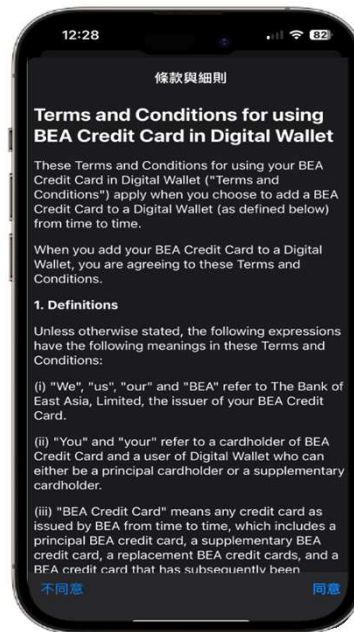 12:28
82
條款與細則
Terms and Conditions for using
BEA Credit Card in Digital Wallet
These Terms and Conditions for using your BEA
Credit Card in Digital Wallet ("Terms and
Conditions") apply when you choose to add a BEA
Credit Card to a Digital Wallet (as defined below)
from time to time.
When you add your BEA Credit Card to a Digital
Wallet, you are agreeing to these Terms and
Conditions.
1. Definitions
Unless otherwise stated, the following expressions
have the following meanings in these Terms and
Conditions:
(i) "We", "us", "our" and "BEA" refer to The Bank of
East Asia, Limited, the issuer of your BEA Credit
Card.
(ii) "You" and "your" refer to a cardholder of BEA
Credit Card and a user of Digital Wallet who can
either be a principal cardholder or a supplementary
cardholder.
(iii) "BEA Credit Card" means any credit card as
issued by BEA from time to time, which includes a
principal BEA credit card, a supplementary BEA
credit card, a replacement BEA credit cards, and a
BEA credit card that has subsequently been
不同意 同意